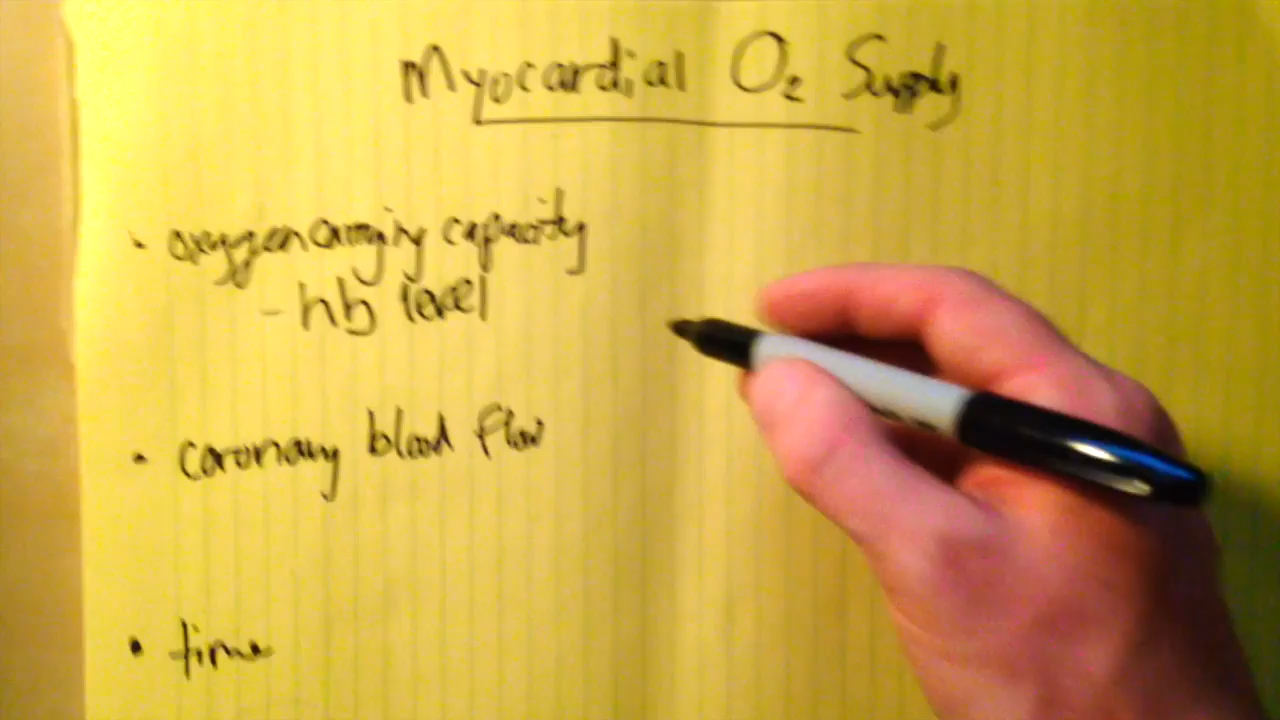 Myocardial O₂ Supply
• oxygen carrying capacity
- hb level
• coronary blood flow
• time